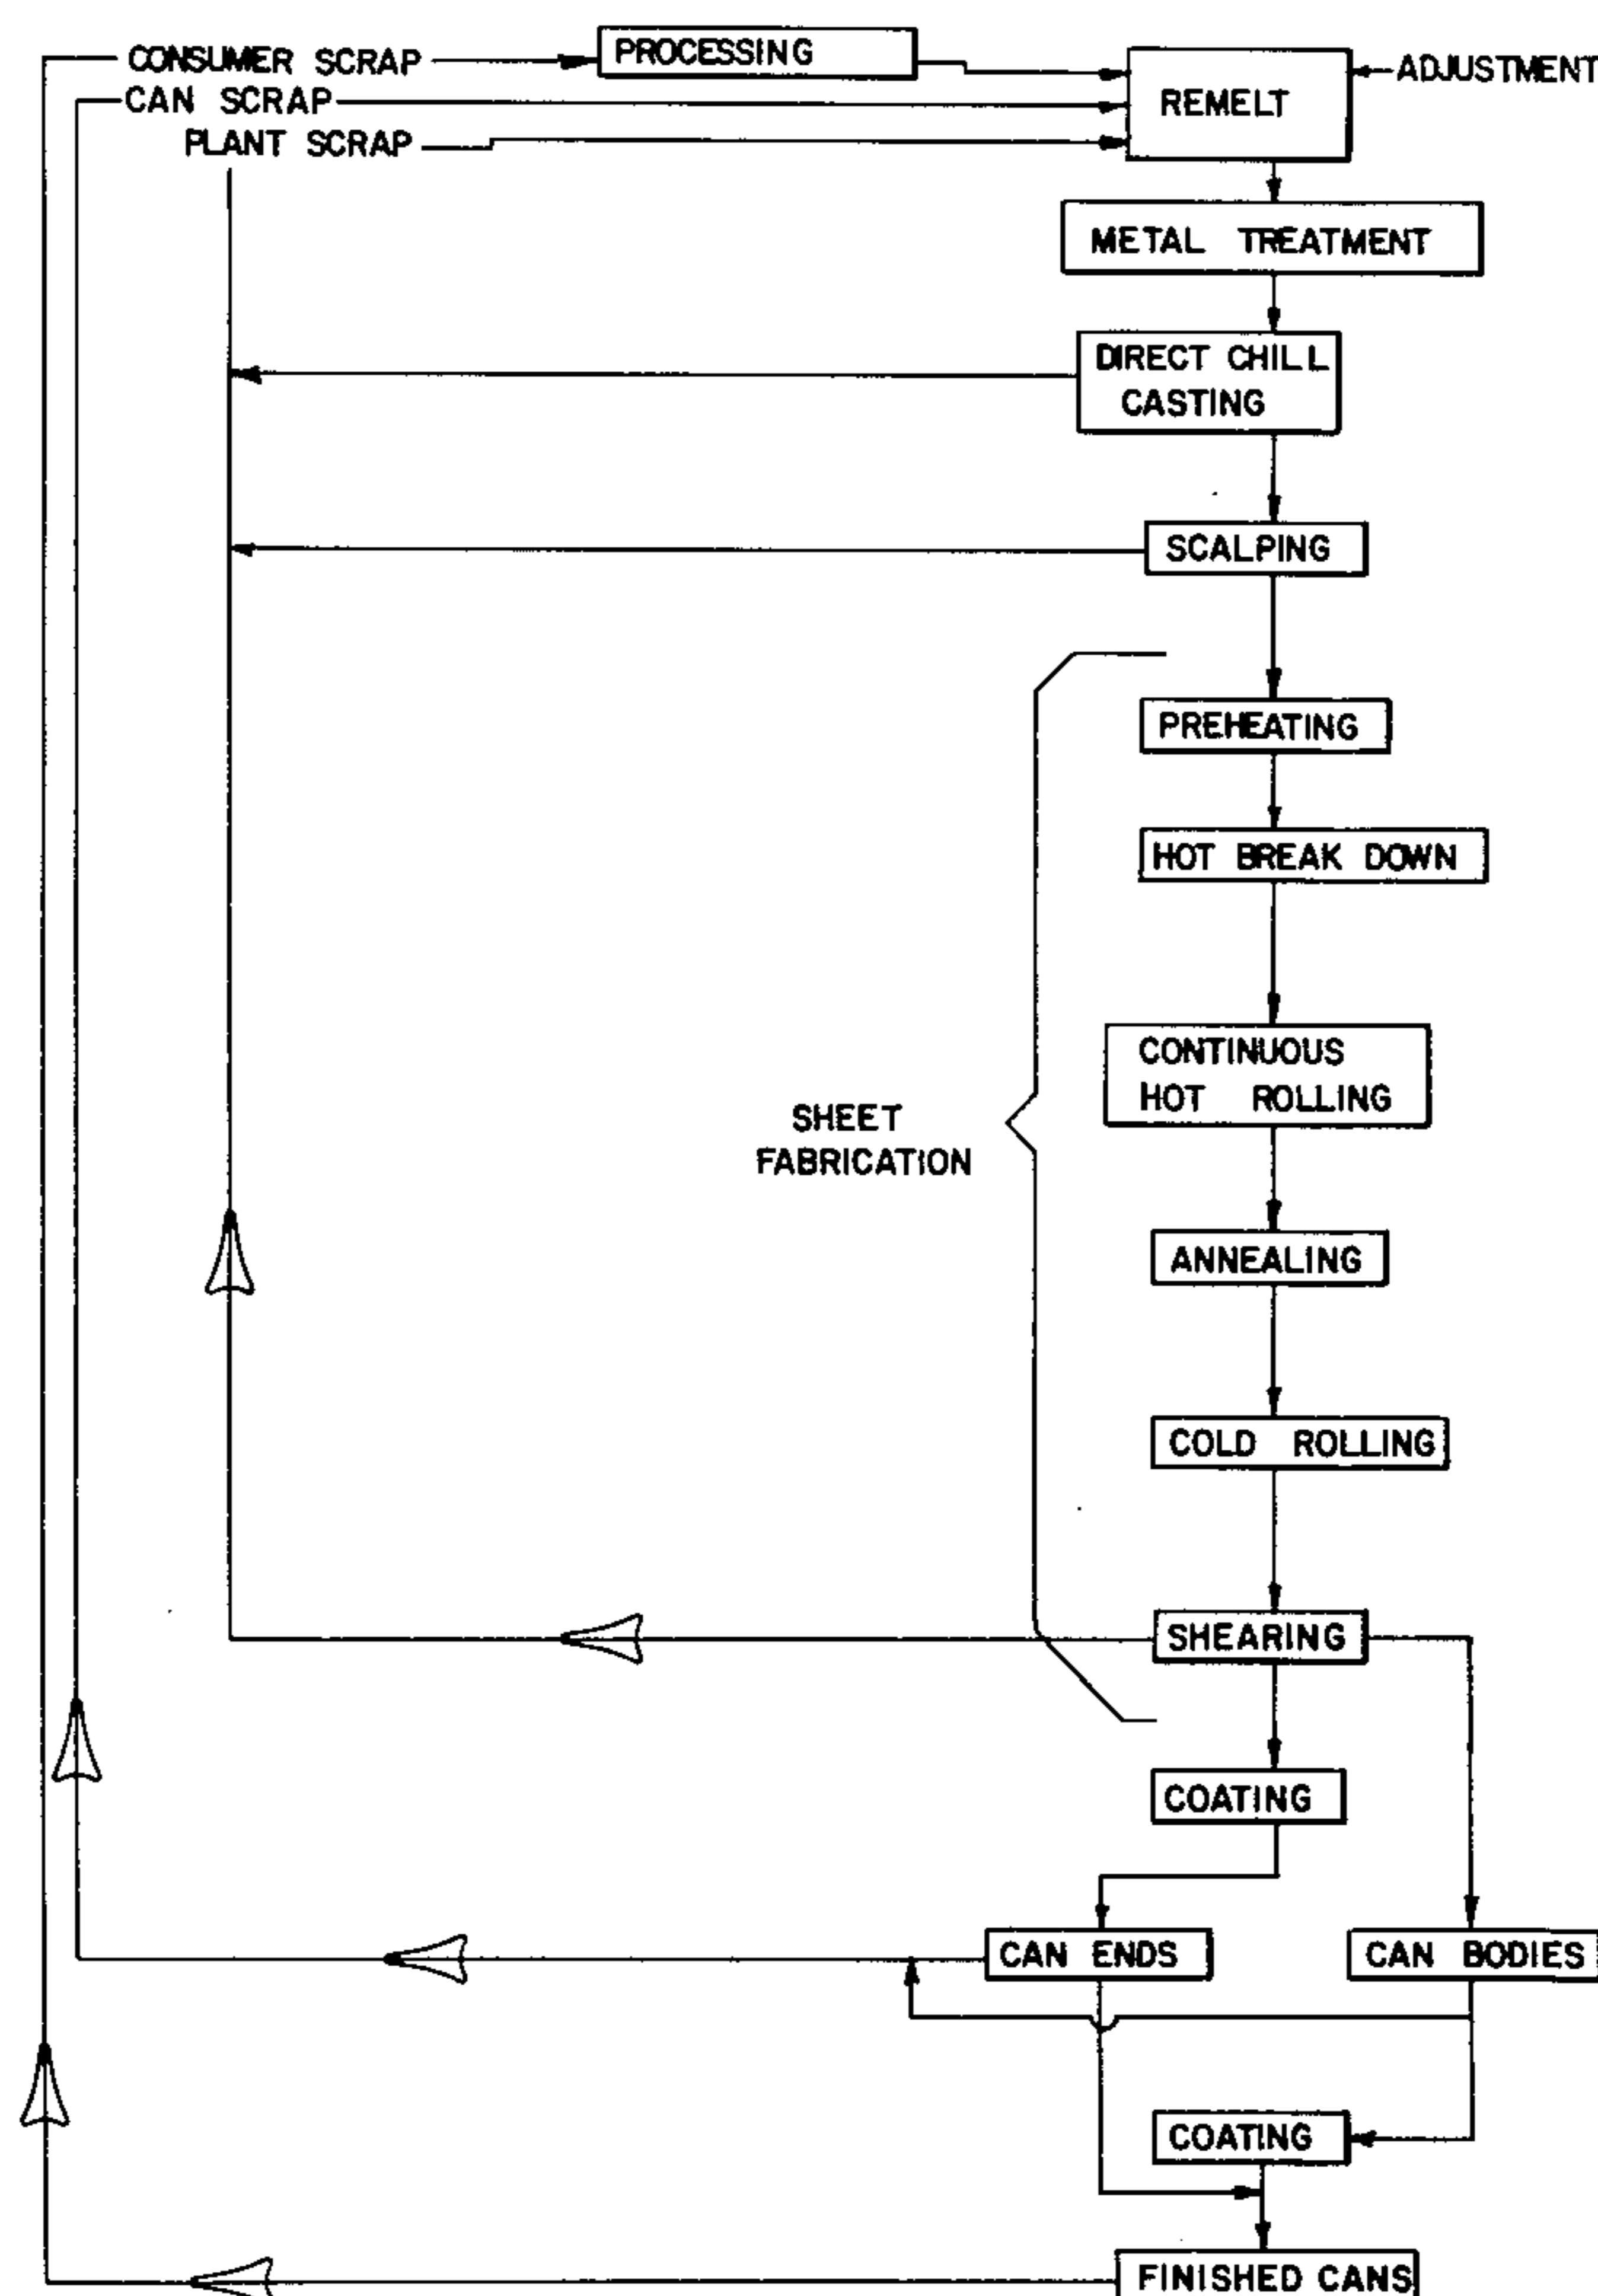 CONSUMER SCRAP
PROCESSING
ADJUSTMENT
CAN SCRAP
REMELT
PLANT SCRAP
METAL TREATMENT
DIRECT CHILL
CASTING
SCALPING
PREHEATING
HOT BREAK DOWN
CONTINUOUS
HOT ROLLING
SHEET
FABRICATION
ANNEALING
COLD ROLLING
SHEARING
COATING
CAN ENDS
CAN BODIES
COATING
FINISHED CANS